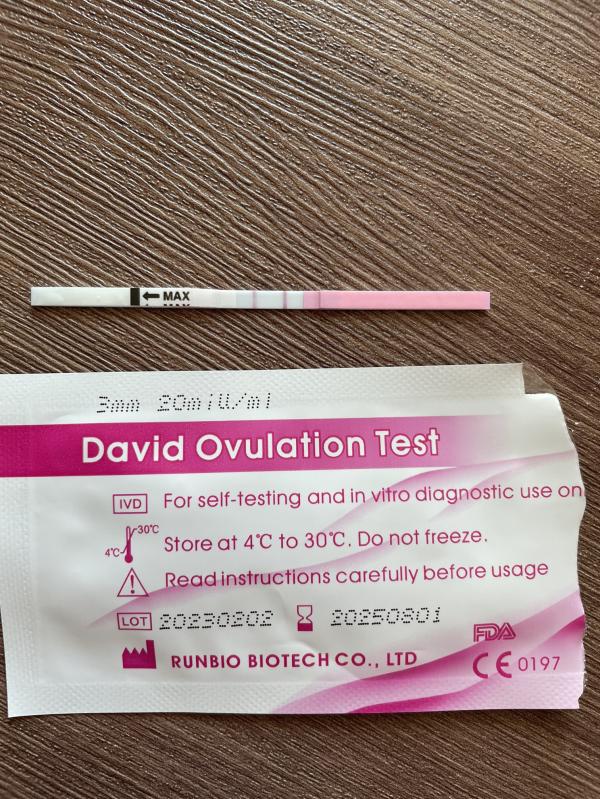 MAX
3mm 20mIU/ml
David Ovulation Test
IVD For self-testing and in vitro diagnostic use on
4℃ 30℃ Store at 4℃ to 30℃. Do not freeze.
Read instructions carefully before usage
LOT 20230202 20250801
FDA
RUNBIO BIOTECH CO., LTD CE 0197